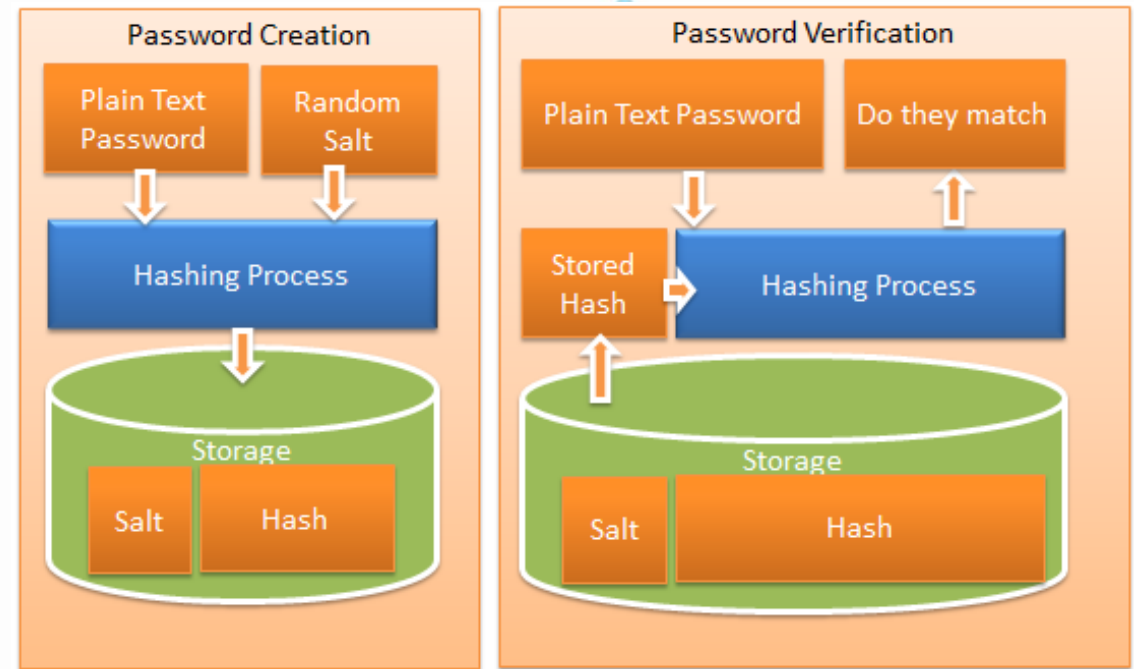 Password Creation
Plain Text
Password
Random
Salt
Hashing Process
Storage
Salt
Hash
Password Verification
Plain Text Password
Do they match
Stored
Hash
Hashing Process
Storage
Salt
Hash